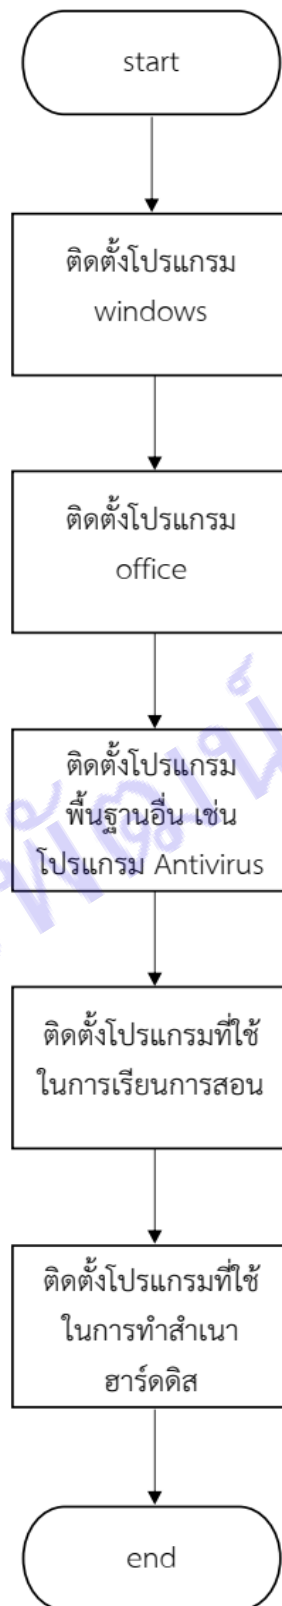 start
ติดตั้งโปรแกรม
windows
ติดตั้งโปรแกรม
office
ติดตั้งโปรแกรม
พื้นฐานอื่น เช่น
โปรแกรม Antivirus
ติดตั้งโปรแกรมที่ใช้
ในการเรียนการสอน
ติดตั้งโปรแกรมที่ใช้
ในการทำสำเนา
ฮาร์ดดิส
end